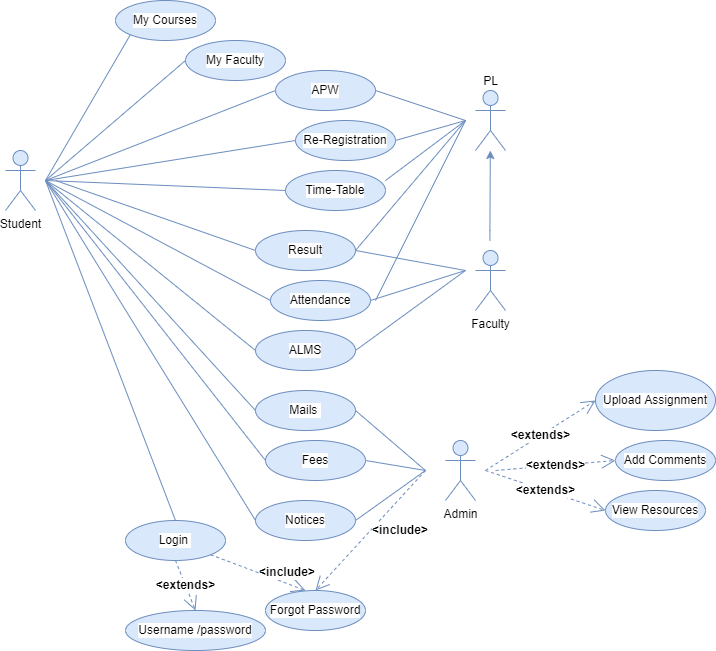 My Courses
My Faculty
PL
APW
Re-Registration
Time-Table
Student
Result
Attendance
Faculty
ALMS
Upload Assignment
Mails
<extends>
Fees
Add Comments
<extends>
<extends>
View Resources
Admin
Notices
<include>
Login
<include>
<extends>
Forgot Password
Username /password